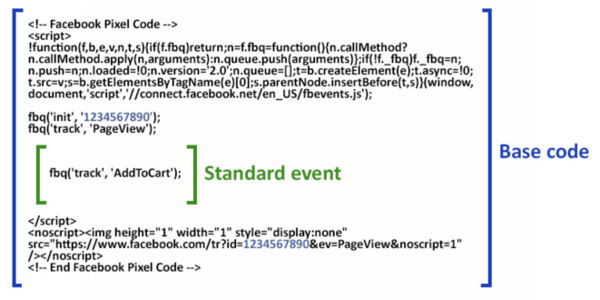 <!-- Facebook Pixel Code -->
<script>
!function(f,b,e,v,n,t,s){if(f.fbq)return;n=f.fbq=function(){n.callMethod?
n.callMethod.apply(n,arguments):n.queue.push(arguments)};if(!f._fbq)f._fbq=n;
n.push=n;n.loaded=!0;n.version='2.0';n.queue=[];t=b.createElement(e);t.async=!0;
t.src=v;s=b.getElementsByTagName(e)[0];s.parentNode.insertBefore(t,s)}(window,
document,'script','//connect.facebook.net/en_US/fbevents.js');
fbq('init', '1234567890');
fbq('track', 'PageView');
fbq('track', 'AddToCart');
Standard event
Base code
</script>
<noscript><img height="1" width="1" style="display:none"
src="https://www.facebook.com/tr?id=1234567890&ev=PageView&noscript=1"
/></noscript>
<!-- End Facebook Pixel Code -->